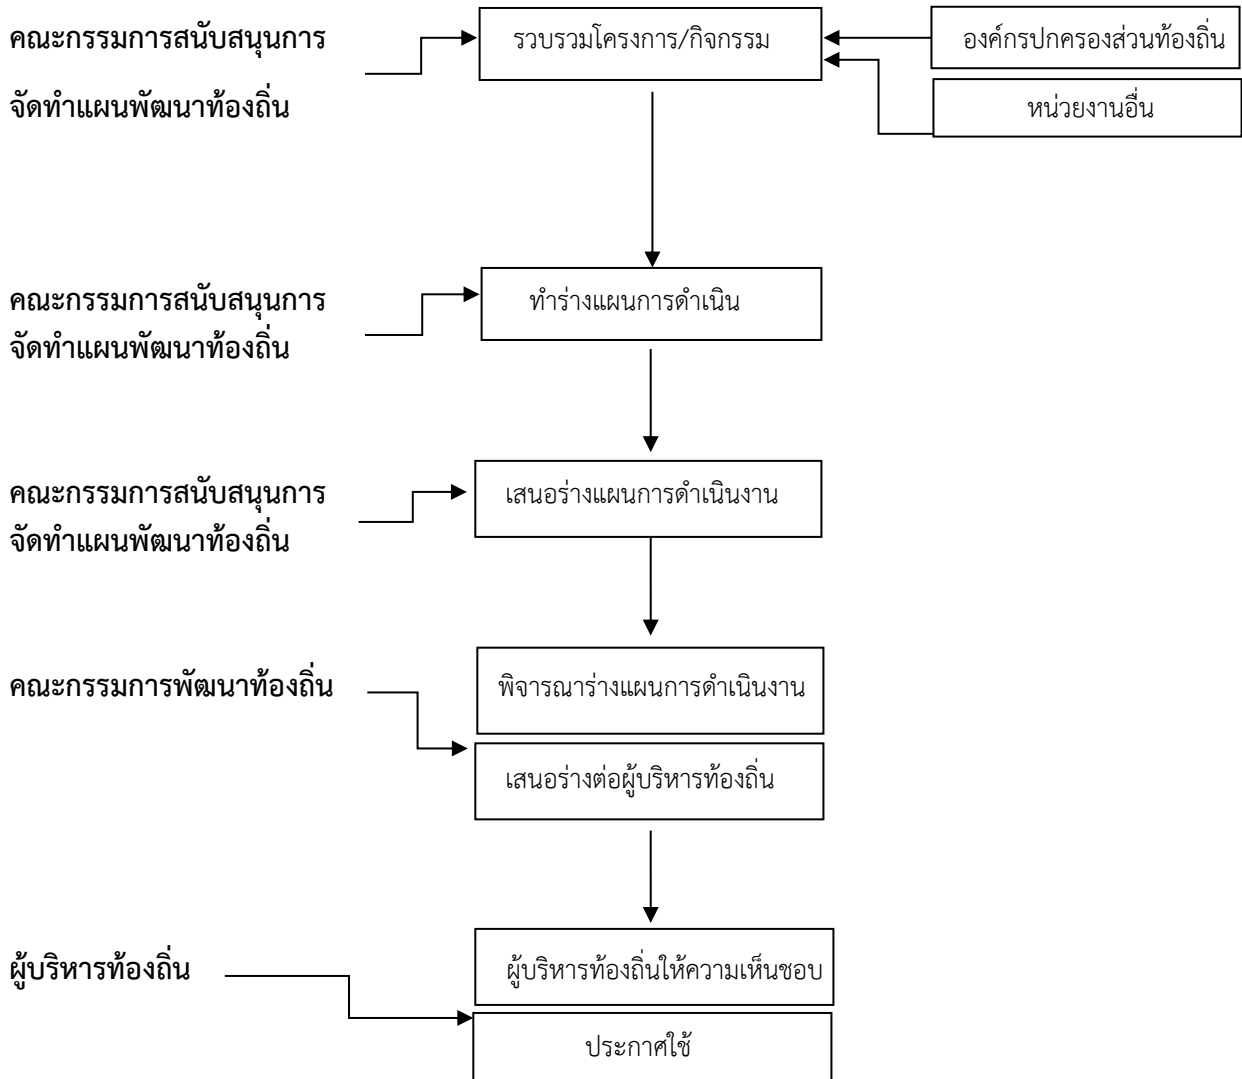 คณะกรรมการสนับสนุนการ
จัดทำแผนพัฒนาท้องถิ่น
รวบรวมโครงการ/กิจกรรม
องค์กรปกครองส่วนท้องถิ่น
หน่วยงานอื่น
คณะกรรมการสนับสนุนการ
จัดทำแผนพัฒนาท้องถิ่น
ทำร่างแผนการดำเนิน
คณะกรรมการสนับสนุนการ
จัดทำแผนพัฒนาท้องถิ่น
เสนอร่างแผนการดำเนินงาน
คณะกรรมการพัฒนาท้องถิ่น
พิจารณาร่างแผนการดำเนินงาน
เสนอร่างต่อผู้บริหารท้องถิ่น
ผู้บริหารท้องถิ่น
ผู้บริหารท้องถิ่นให้ความเห็นชอบ
ประกาศใช้